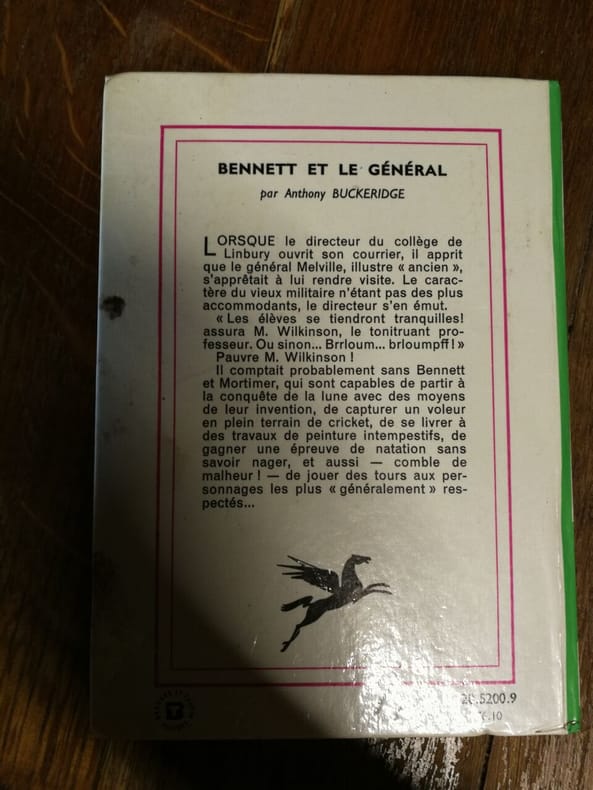 BENNETT ET LE GÉNÉRAL
par Anthony BUCKERIDGE
LORSQUE le directeur du collège de
Linbury ouvrit son courrier, il apprit
que le général Melville, illustre « ancien »,
s'apprêtait à lui rendre visite. Le carac-
tère du vieux militaire n'étant pas des plus
accommodants, le directeur s'en émut.
« Les élèves se tiendront tranquilles!
assura M. Wilkinson, le tonitruant pro-
fesseur. Ou sinon... Brrloum... brloumpff! »
Pauvre M. Wilkinson !
Il comptait probablement sans Bennett
et Mortimer, qui sont capables de partir à
la conquête de la lune avec des moyens
de leur invention, de capturer un voleur
en plein terrain de cricket, de se livrer à
des travaux de peinture intempestifs, de
gagner une épreuve de natation sans
savoir nager, et aussi — comble de
malheur ! — de jouer des tours aux per-
sonnages les plus « généralement » res-
pectés...
20.5200.9